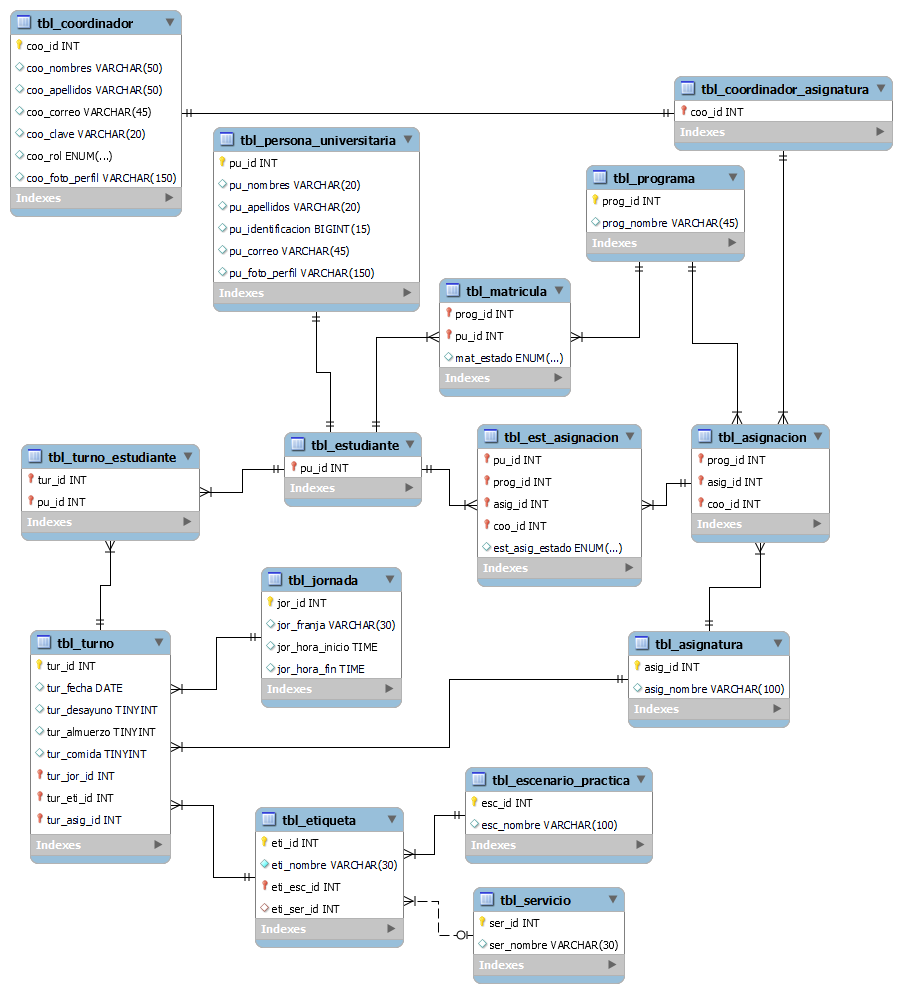 tbl_coordinador
coo_id INT
coo_nombres VARCHAR(50)
coo_apellidos VARCHAR(50)
coo_correo VARCHAR(45)
coo_clave VARCHAR(20)
coo_rol ENUM(...)
coo_foto_perfil VARCHAR(150)
Indexes
tbl_coordinador_asignatura
coo_id INT
Indexes
tbl_persona_universitaria
pu_id INT
pu_nombres VARCHAR(20)
pu_apellidos VARCHAR(20)
pu_identificacion BIGINT(15)
pu_correo VARCHAR(45)
pu_foto_perfil VARCHAR(150)
Indexes
tbl_programa
prog_id INT
prog_nombre VARCHAR(45)
Indexes
tbl_matricula
prog_id INT
pu_id INT
mat_estado ENUM(...)
Indexes
tbl_turno_estudiante
tur_id INT
pu_id INT
Indexes
tbl_estudiante
pu_id INT
Indexes
tbl_est_asignacion
pu_id INT
prog_id INT
asig_id INT
coo_id INT
est_asig_estado ENUM(...)
Indexes
tbl_asignacion
prog_id INT
asig_id INT
coo_id INT
Indexes
tbl_jornada
jor_id INT
jor_franja VARCHAR(30)
jor_hora_inicio TIME
jor_hora_fin TIME
Indexes
tbl_turno
tur_id INT
tur_fecha DATE
tur_desayuno TINYINT
tur_almuerzo TINYINT
tur_comida TINYINT
tur_jor_id INT
tur_eti_id INT
tur_asig_id INT
Indexes
tbl_asignatura
asig_id INT
asig_nombre VARCHAR(100)
Indexes
tbl_etiqueta
eti_id INT
eti_nombre VARCHAR(30)
eti_esc_id INT
eti_ser_id INT
Indexes
tbl_escenario_practica
esc_id INT
esc_nombre VARCHAR(100)
Indexes
tbl_servicio
ser_id INT
ser_nombre VARCHAR(30)
Indexes